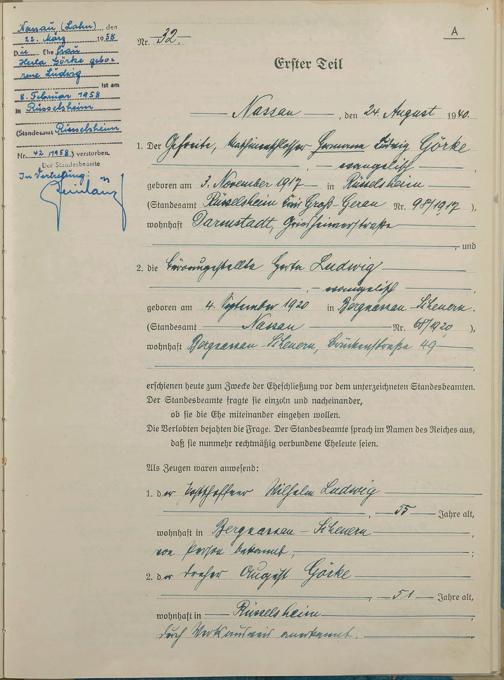 Nassau (Lahn), den
22. März 1958
Die Ehefrau
Herta Görke gebo-
rene Ludwig
ist am
8. Februar 1958
in Rüsselsheim
(Standesamt Rüsselsheim
Nr. 42/1958) verstorben.
Der Standesbeamte
In Vertretung:
A
Nr. 32.
Erster Teil
Nassau, den 24. August 1940.
1. Der Gefreite, Hermann Ludwig Görke
evangelisch
geboren am 3. November 1917 in Rüsselsheim
(Standesamt Rüsselsheim Groß-Gerau Nr. 98/1917)
wohnhaft Darmstadt,
, und
2. die Büroangestellte Herta Ludwig
evangelisch
geboren am 4. September 1920 in Bergnassau-Scheuern
(Standesamt Nassau Nr. /1920)
wohnhaft Bergnassau-Scheuern, Brückenstraße 49
erschienen heute zum Zwecke der Eheschließung vor dem unterzeichneten Standesbeamten.
Der Standesbeamte fragte sie einzeln und nacheinander,
ob sie die Ehe miteinander eingehen wollen.
Die Verlobten bejahten die Frage. Der Standesbeamte sprach im Namen des Reiches aus,
daß sie nunmehr rechtmäßig verbundene Eheleute seien.
Als Zeugen waren anwesend:
1. der Wilhelm Ludwig
, 55 Jahre alt,
wohnhaft in Bergnassau-Scheuern
von Person bekannt;
2. der Dreher August Görke
, 51 Jahre alt,
wohnhaft in Rüsselsheim
durch Werkausweis anerkannt.